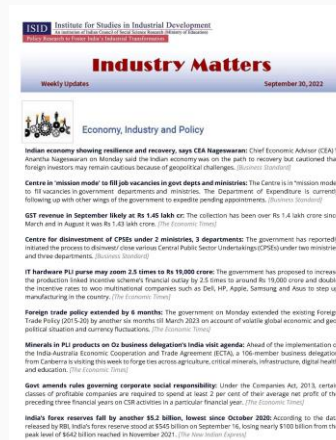 ISID
Institute for Studies in Industrial Development
An institution of Indian Council of Social Science Research (Ministry of Education)
Policy Research to Foster India's Industrial Transformation
Industry Matters
Weekly Updates
September 30, 2022
Economy, Industry and Policy
Indian economy showing resilience and recovery, says CEA Nageswaran: Chief Economic Adviser (CEA)
Anantha Nageswaran on Monday said the Indian economy was on the path to recovery but cautioned tha
foreign investors may remain cautious because of geopolitical challenges. [Business Standard]
Centre in 'mission mode' to fill job vacancies in govt depts and ministries: The Centre is in "mission mode
to fill vacancies in government departments and ministries. The Department of Expenditure is currently
following up with other wings of the government to expedite pending appointments. [Business Standard]
GST revenue in September likely at Rs 1.45 lakh cr: The collection has been over Rs 1.4 lakh crore sinc
March and in August it was Rs 1.43 lakh crore. [The Economic Times]
Centre for disinvestment of CPSEs under 2 ministries, 3 departments: The government has reported
initiated the process to disinvest/ close various Central Public Sector Undertakings (CPSEs) under two ministrie
and three departments. [Business Standard]
IT hardware PLI purse may zoom 2.5 times to Rs 19,000 crore: The government has proposed to increas
the production linked incentive scheme's financial outlay by 2.5 times to around Rs 19,000 crore and double
the incentive rates to woo multinational companies such as Dell, HP, Apple, Samsung and Asus to step u
manufacturing in the country. [The Economic Times]
Foreign trade policy extended by 6 months: The government on Monday extended the existing Foreign
Trade Policy (2015-20) by another six months till March 2023 on account of volatile global economic and geo
political situation and currency fluctuations. [The Economic Times]
Minerals in PLI products on Oz business delegation's India visit agenda: Ahead of the implementation o
the India-Australia Economic Cooperation and Trade Agreement (ECTA), a 106-member business delegation
from Canberra is visiting this week to forge ties across agriculture, critical minerals, infrastructure, digital health
and education. [The Economic Times]
Govt amends rules governing corporate social responsibility: Under the Companies Act, 2013, certain
classes of profitable companies are required to spend at least 2 per cent of their average net profit of the
preceding three financial years on CSR activities in a particular financial year. [The Economic Times]
India's forex reserves fall by another $5.2 billion, lowest since October 2020: According to the dat
released by RBI, India's forex reserve stood at $545 billion on September 16, losing nearly $100 billion from th
peak level of $642 billion reached in November 2021. [The New Indian Express]